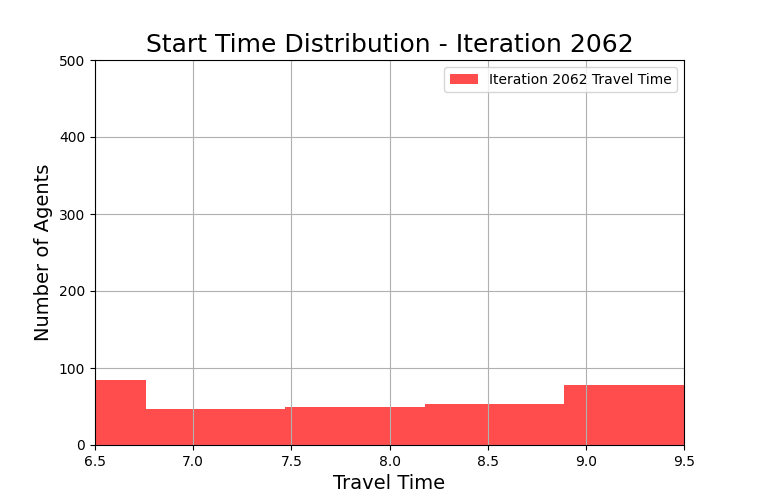 Start Time Distribution - Iteration 2062
Iteration 2062 Travel Time
Number of Agents
500
400
300
200
100
0
6.5 7.0 7.5 8.0 8.5 9.0 9.5
Travel Time